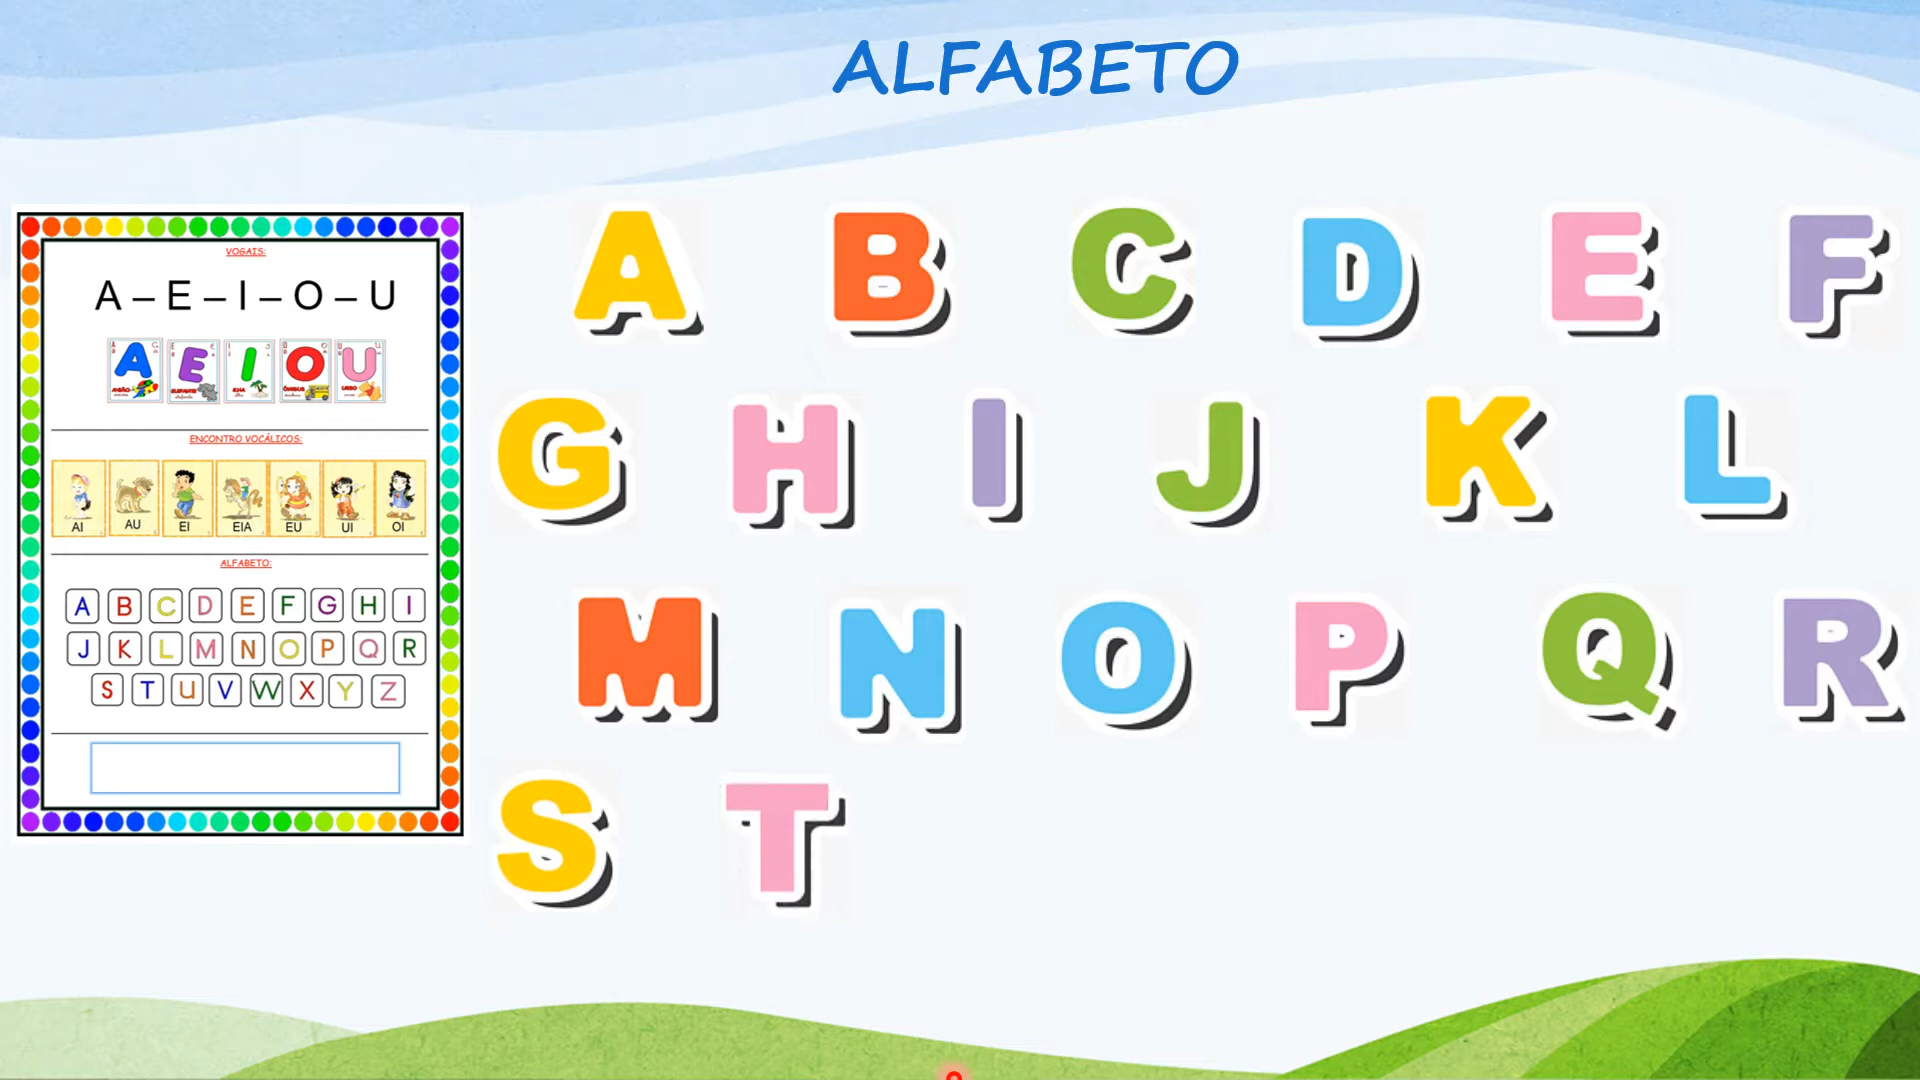 ALFABETO
VOGAIS:
A – E – I – O – U
A E I O U
ENCONTRO VOCÁLICOS:
AI AU EI EIA EU UI OI
ALFABETO:
A B C D E F G H I
J K L M N O P Q R
S T U V W X Y Z
A B C D E F
G H I J K L
M N O P Q R
S T